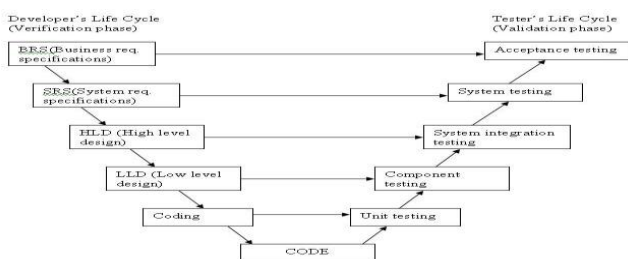 Developer's Life Cycle
(Verification phase)
Tester's Life Cycle
(Validation phase)
BRS(Business req.
specifications)
Acceptance testing
SRS(System req.
specifications)
System testing
HLD (High level
design)
System integration
testing
LLD (Low level
design)
Component
testing
Coding
Unit testing
CODE